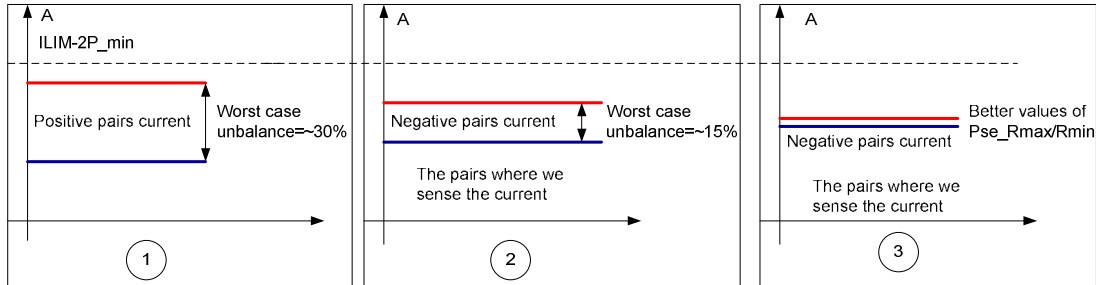 A
ILIM-2P_min
Positive pairs current
Worst case
unbalance=~30%
1
A
Negative pairs current
Worst case
unbalance=~15%
The pairs where we
sense the current
2
A
Better values of
Pse_Rmax/Rmin
Negative pairs current
The pairs where we
sense the current
3